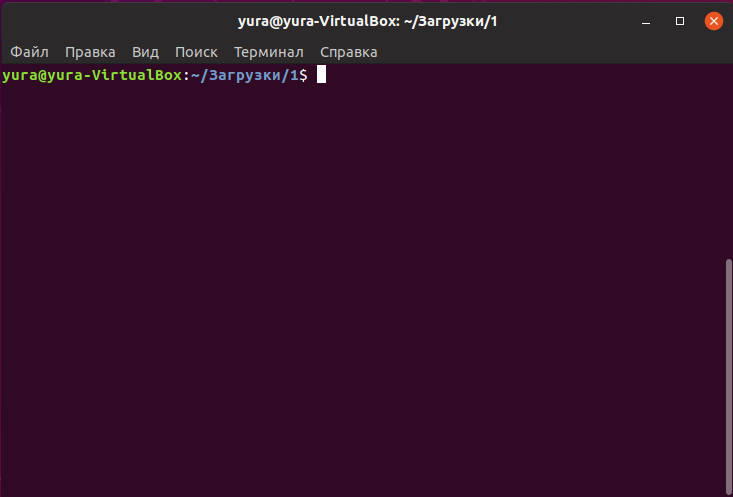 yura@yura-VirtualBox: ~/Загрузки/1
Файл Правка Вид Поиск Терминал Справка
yura@yura-VirtualBox:~/Загрузки/1$